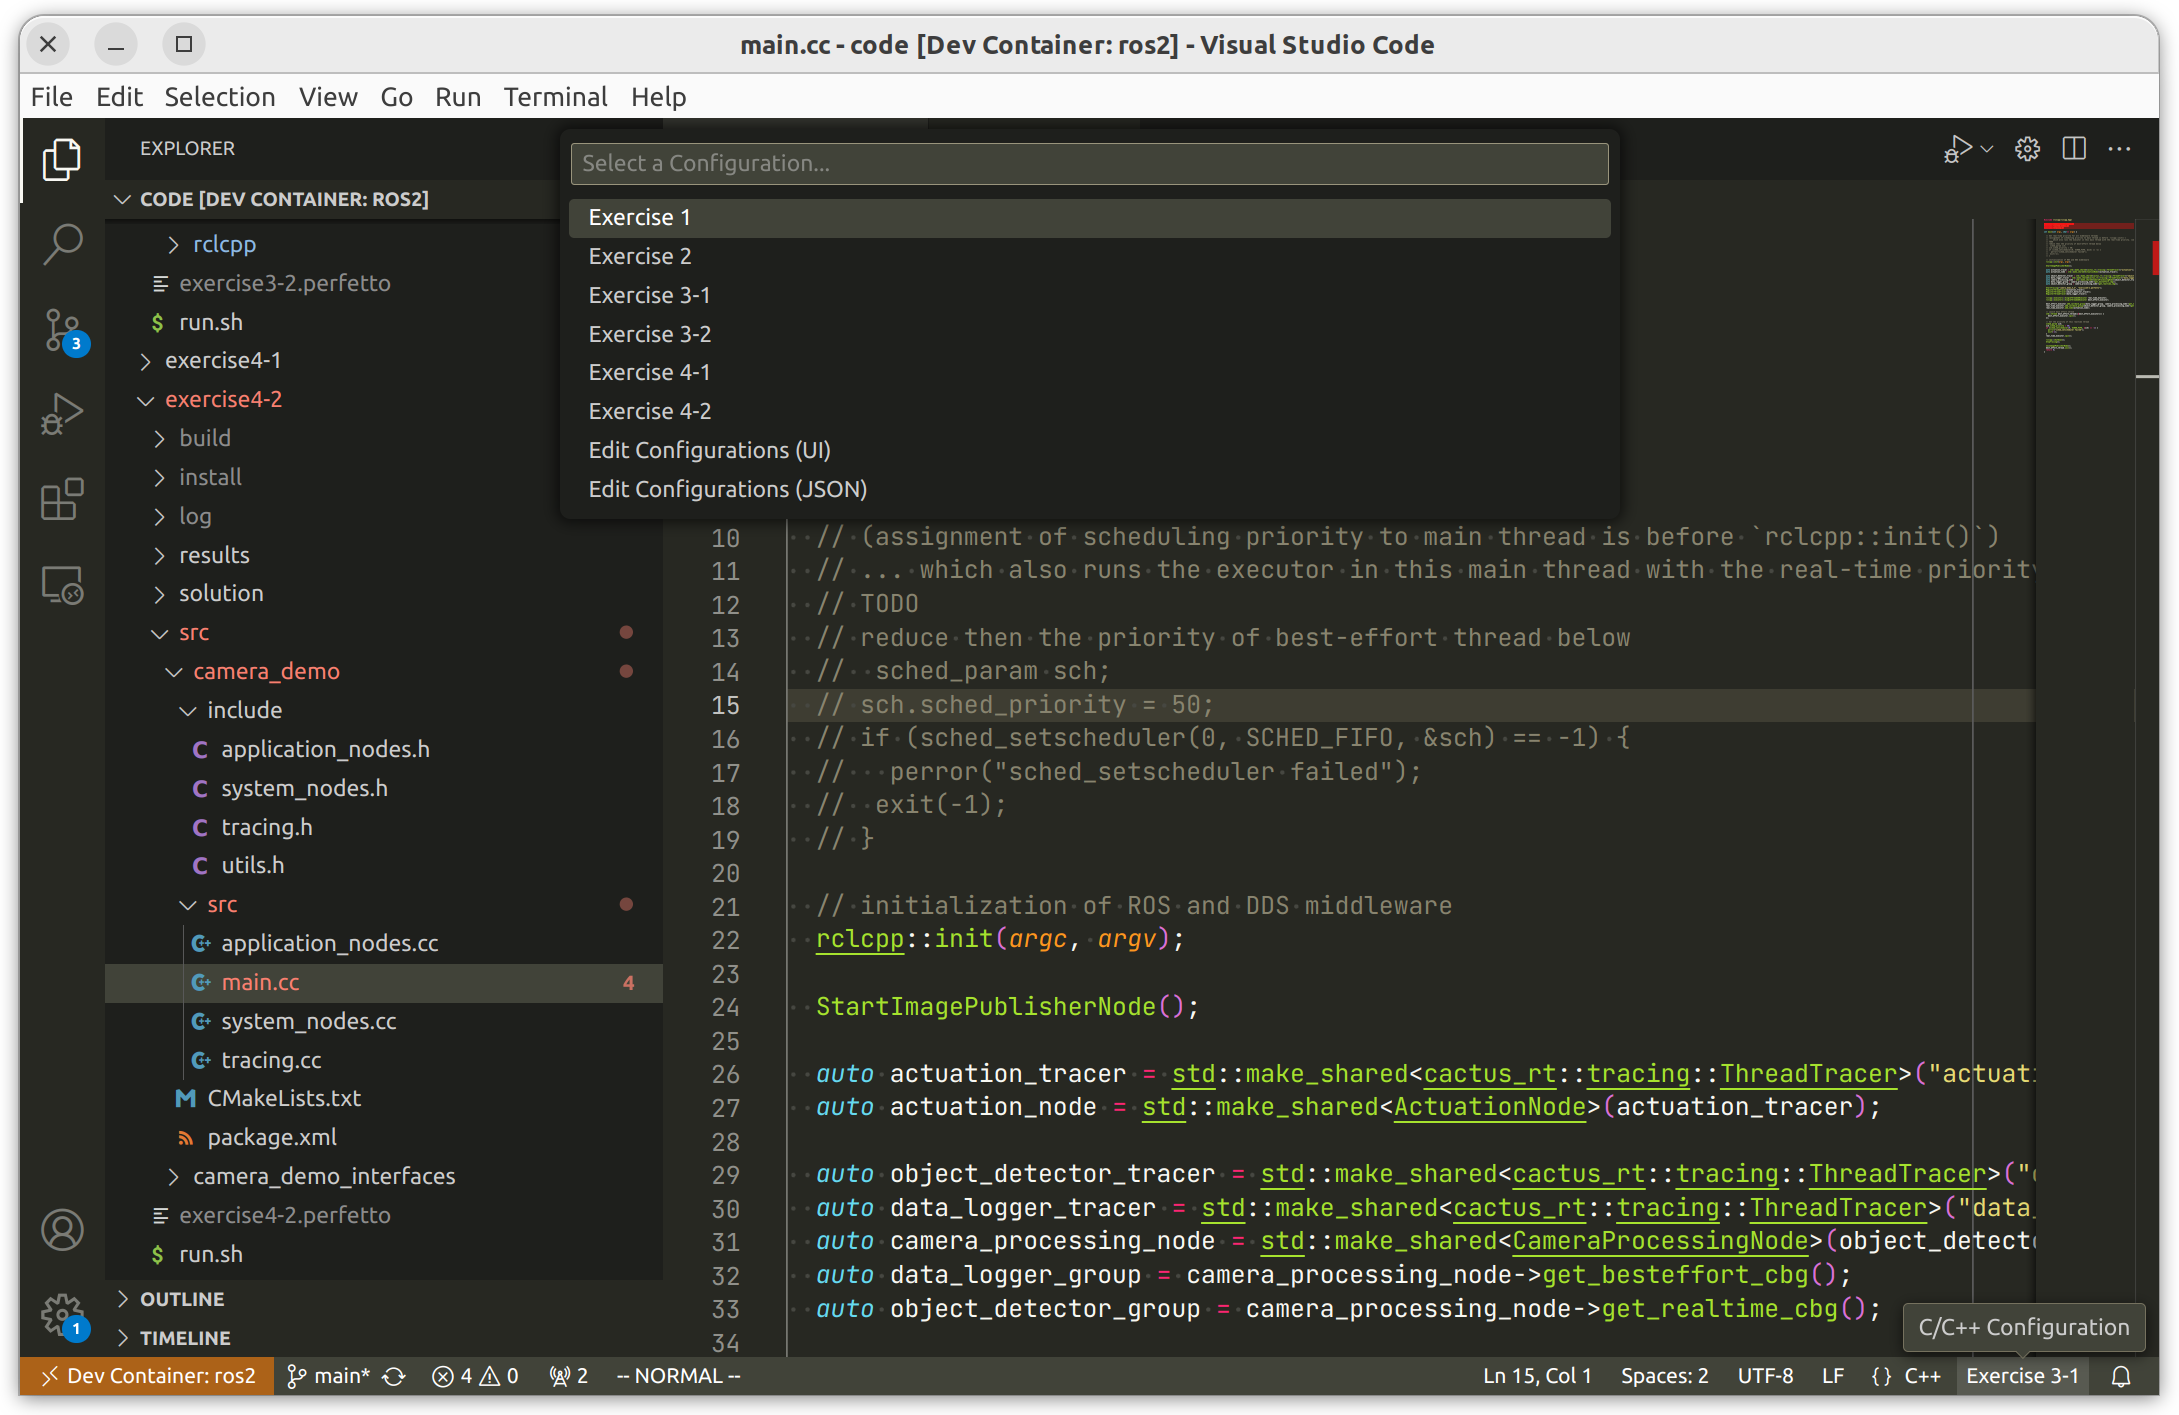 main.cc - code [Dev Container: ros2] - Visual Studio Code
File Edit Selection View Go Run Terminal Help
EXPLORER
CODE [DEV CONTAINER: ROS2]
rclcpp
exercise3-2.perfetto
$ run.sh
exercise4-1
exercise4-2
build
install
log
results
solution
src
camera_demo
include
C application_nodes.h
C system_nodes.h
C tracing.h
C utils.h
src
application_nodes.cc
main.cc 4
system_nodes.cc
tracing.cc
M CMakeLists.txt
package.xml
camera_demo_interfaces
exercise4-2.perfetto
$ run.sh
OUTLINE
TIMELINE
3
1
Select a Configuration...
Exercise 1
Exercise 2
Exercise 3-1
Exercise 3-2
Exercise 4-1
Exercise 4-2
Edit Configurations (UI)
Edit Configurations (JSON)
10 // (assignment of scheduling priority to main thread is before `rclcpp::init()`)
11 // ... which also runs the executor in this main thread with the real-time priority
12 // TODO
13 // reduce then the priority of best-effort thread below
14 //  sched_param sch;
15 // sch.sched_priority = 50;
16 // if (sched_setscheduler(0, SCHED_FIFO, &sch) == -1) {
17 //   perror("sched_setscheduler failed");
18 //  exit(-1);
19 // }
20
21 // initialization of ROS and DDS middleware
22 rclcpp::init(argc, argv);
23
24 StartImagePublisherNode();
25
26 auto actuation_tracer = std::make_shared<cactus_rt::tracing::ThreadTracer>("actuati
27 auto actuation_node = std::make_shared<ActuationNode>(actuation_tracer);
28
29 auto object_detector_tracer = std::make_shared<cactus_rt::tracing::ThreadTracer>("
30 auto data_logger_tracer = std::make_shared<cactus_rt::tracing::ThreadTracer>("data_
31 auto camera_processing_node = std::make_shared<CameraProcessingNode>(object_detecto
32 auto data_logger_group = camera_processing_node->get_besteffort_cbg();
33 auto object_detector_group = camera_processing_node->get_realtime_cbg();
34
C/C++ Configuration
Dev Container: ros2 main* 4 0 2 -- NORMAL -- Ln 15, Col 1 Spaces: 2 UTF-8 LF {} C++ Exercise 3-1